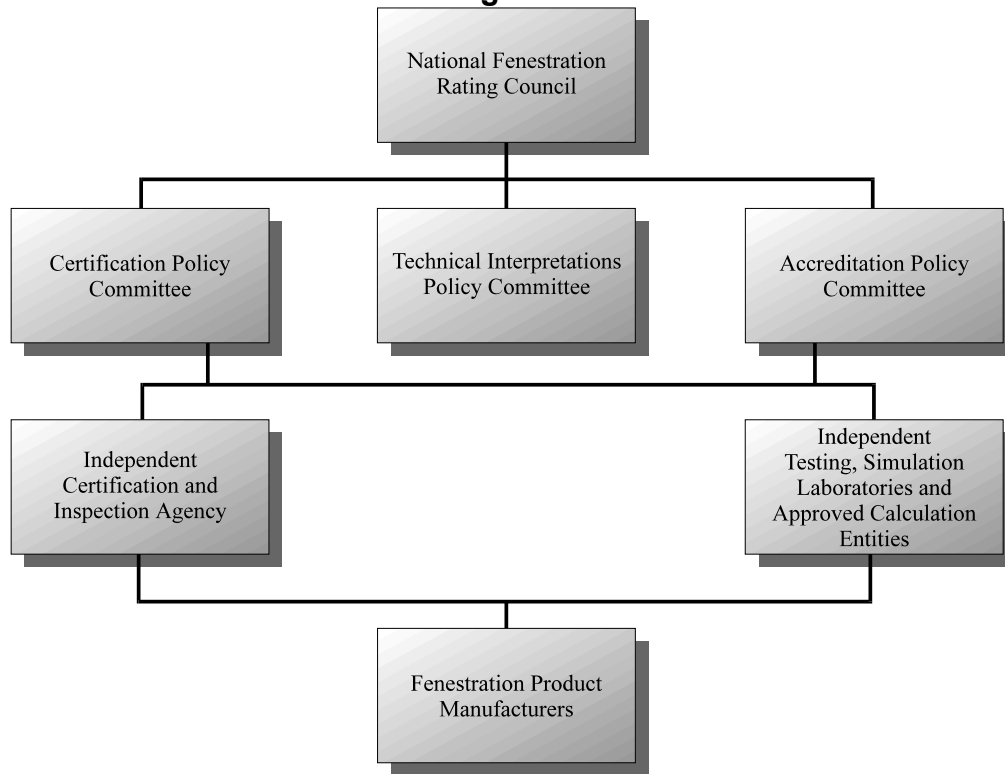 National Fenestration
Rating Council
Certification Policy
Committee
Technical Interpretations
Policy Committee
Accreditation Policy
Committee
Independent
Certification and
Inspection Agency
Independent
Testing, Simulation
Laboratories and
Approved Calculation
Entities
Fenestration Product
Manufacturers